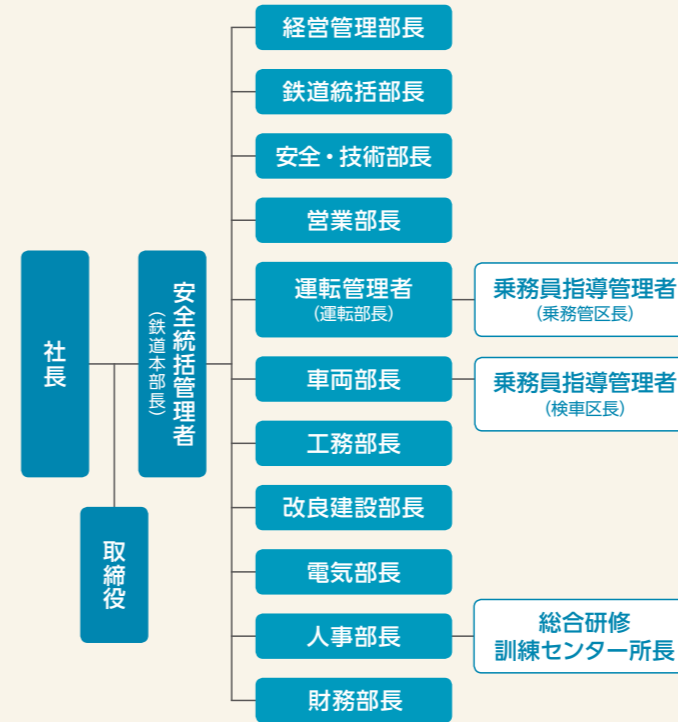 社長
取締役
安全統括管理者
(鉄道本部長)
経営管理部長
鉄道統括部長
安全・技術部長
営業部長
運転管理者
(運転部長)
乗務員指導管理者
(乗務管区長)
車両部長
乗務員指導管理者
(検車区長)
工務部長
改良建設部長
電気部長
人事部長
総合研修
訓練センター所長
財務部長